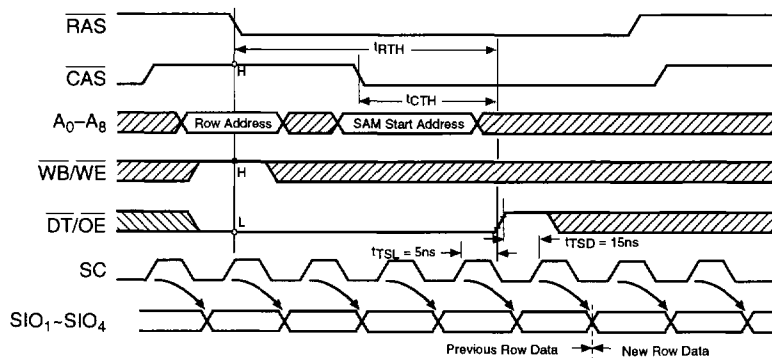 RAS
tRTH
CAS
H
tCTH
A0–A8
Row Address
SAM Start Address
WB/WE
H
DT/OE
L
tTSL = 5ns
tTSD = 15ns
SC
SIO1~SIO4
Previous Row Data
New Row Data